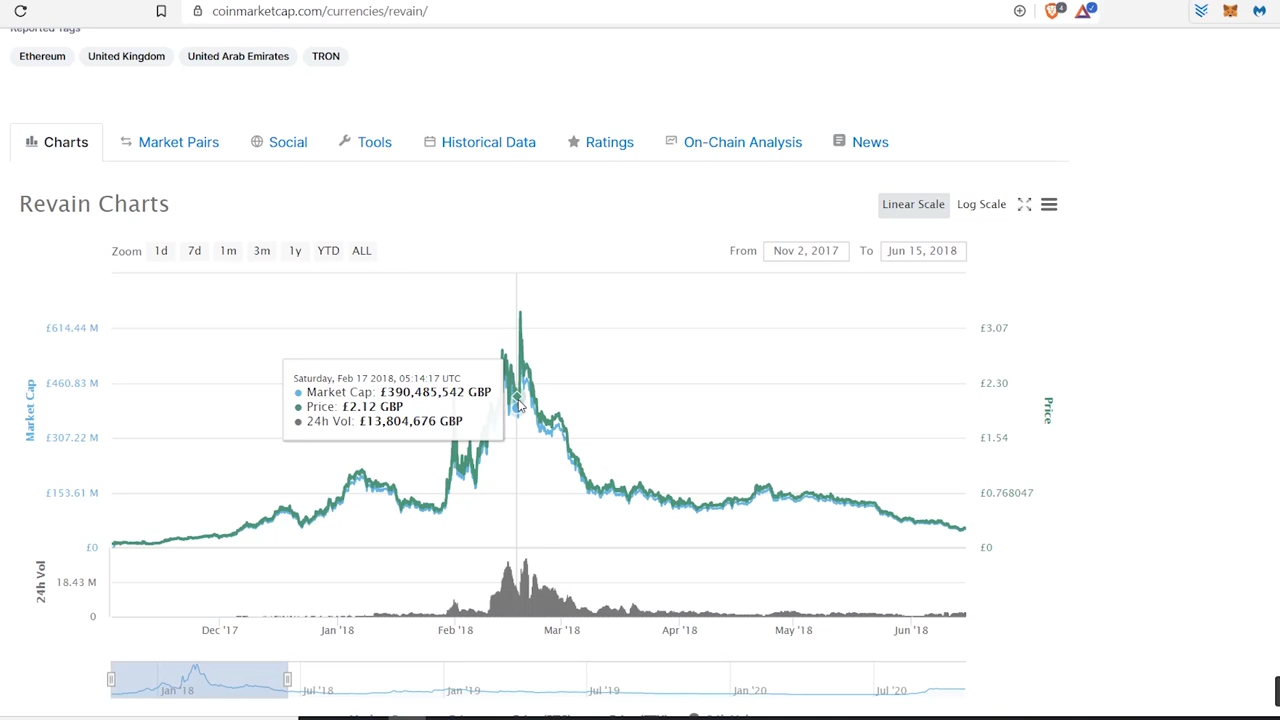 coinmarketcap.com/currencies/revain/
Reported Tags
Ethereum United Kingdom United Arab Emirates TRON
Charts Market Pairs Social Tools Historical Data Ratings On-Chain Analysis News
Revain Charts
Linear Scale Log Scale
Zoom 1d 7d 1m 3m 1y YTD ALL From Nov 2, 2017 To Jun 15, 2018
£614.44 M £3.07
Saturday, Feb 17 2018, 05:14:17 UTC
£460.83 M £2.30
Market Cap: £390,485,542 GBP
Price: £2.12 GBP
24h Vol: £13,804,676 GBP
Market Cap
Price
£307.22 M £1.54
£153.61 M £0.768047
£0 £0
24h Vol
18.43 M
0
Dec '17 Jan '18 Feb '18 Mar '18 Apr '18 May '18 Jun '18
Jan '18 Jul '18 Jan '19 Jul '19 Jan '20 Jul '20